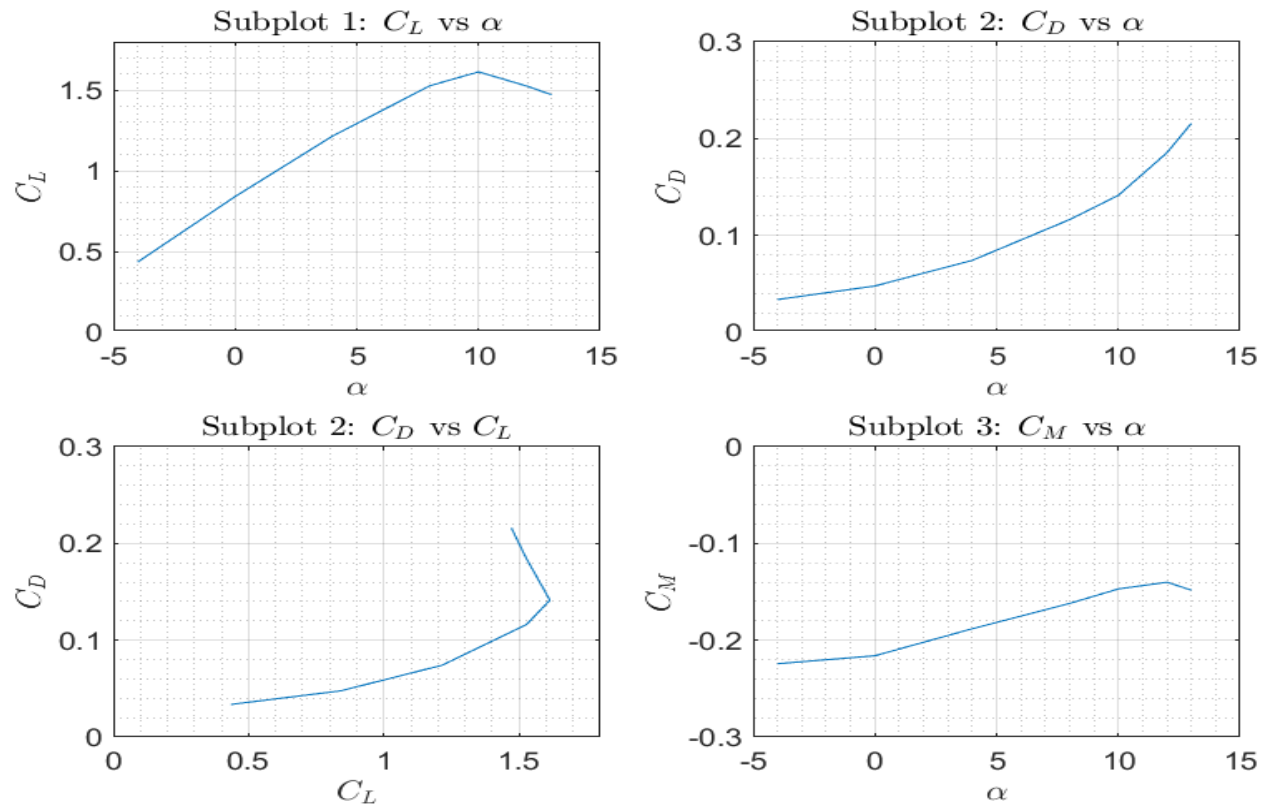 Subplot 1: C_L vs α
1.5
1
0.5
0
-5 0 5 10 15
C_L
α
Subplot 2: C_D vs α
0.3
0.2
0.1
0
-5 0 5 10 15
C_D
α
Subplot 2: C_D vs C_L
0.3
0.2
0.1
0
0 0.5 1 1.5
C_D
C_L
Subplot 3: C_M vs α
0
-0.1
-0.2
-0.3
-5 0 5 10 15
C_M
α